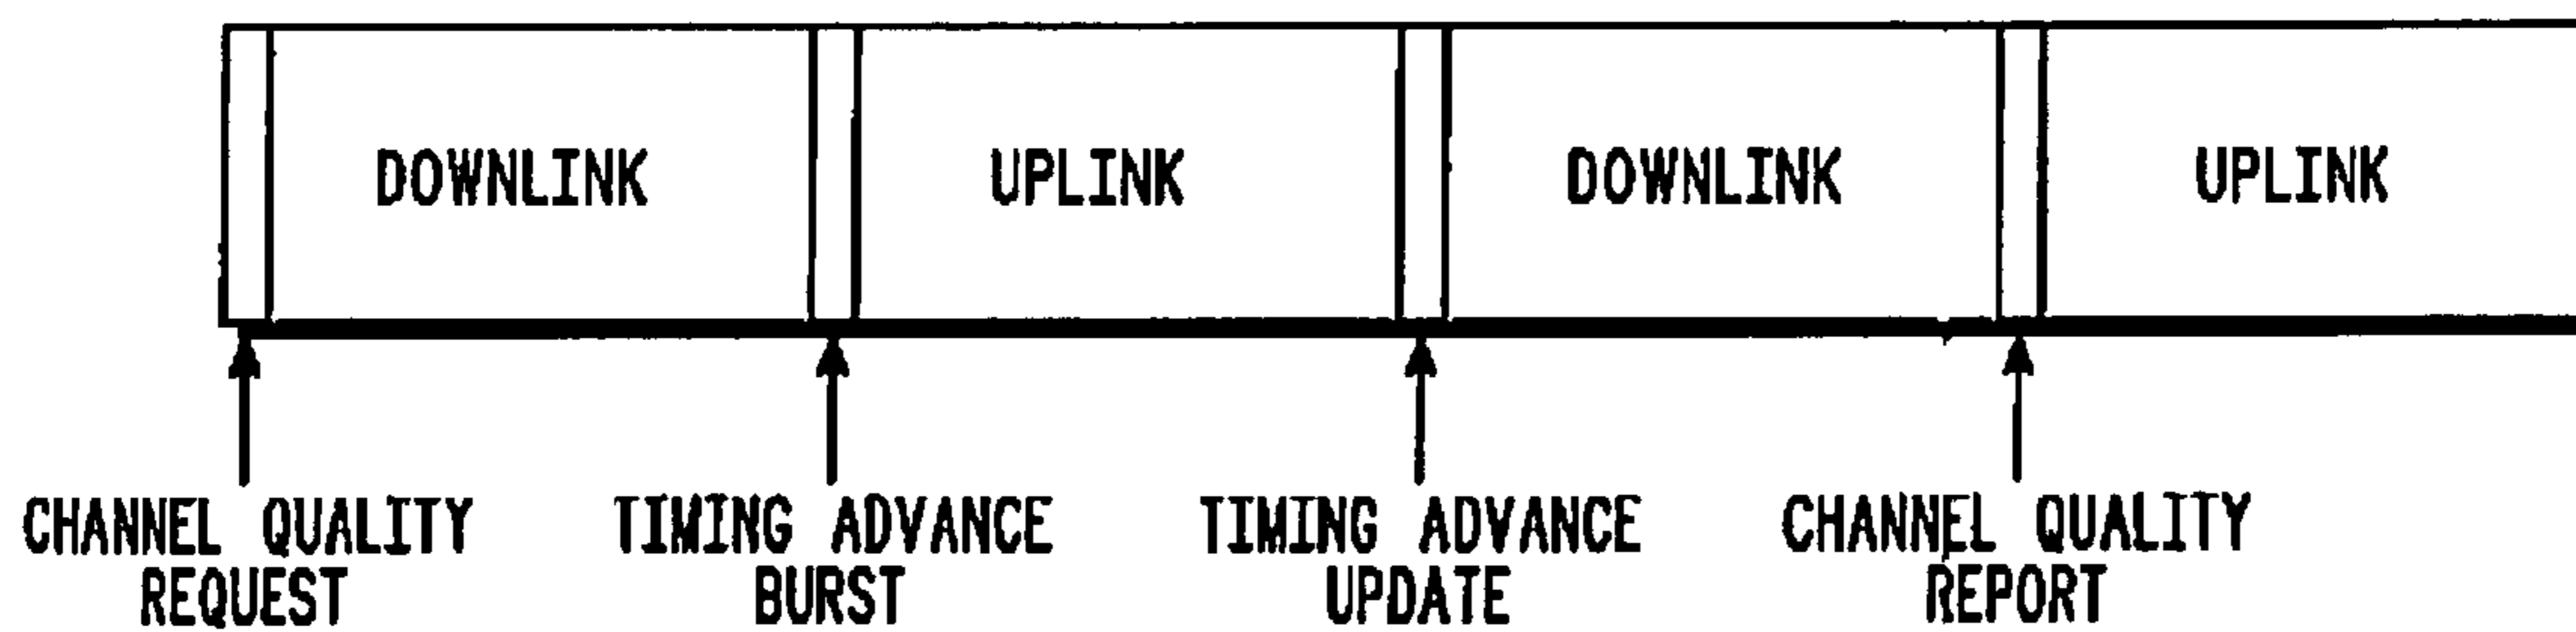 DOWNLINK UPLINK DOWNLINK UPLINK
CHANNEL QUALITY
REQUEST
TIMING ADVANCE
BURST
TIMING ADVANCE
UPDATE
CHANNEL QUALITY
REPORT